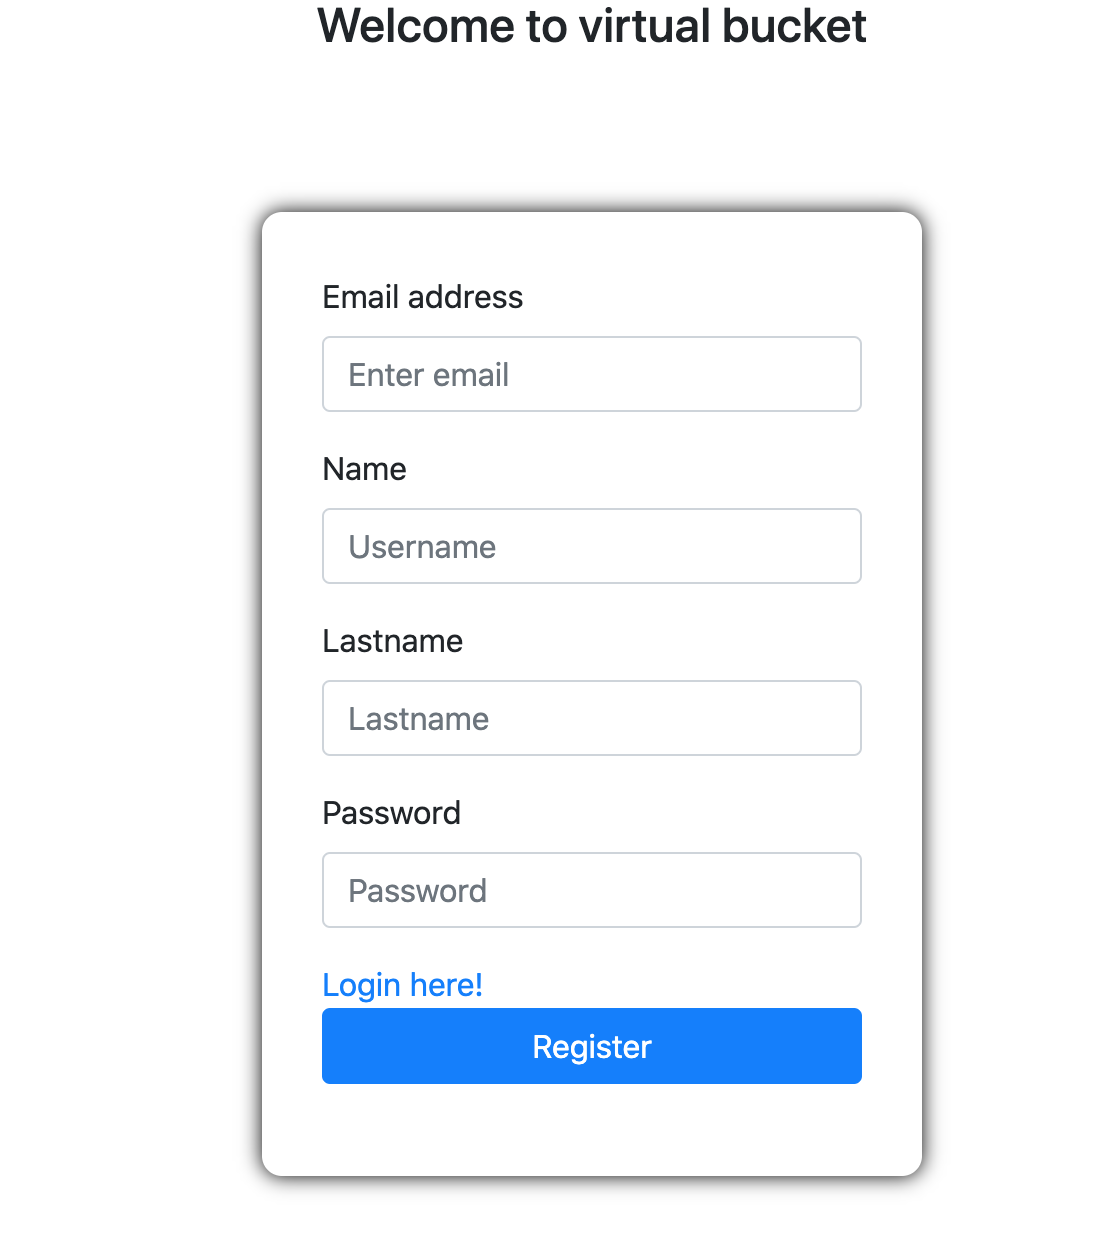 Welcome to virtual bucket
Email address
Enter email
Name
Username
Lastname
Lastname
Password
Password
Login here!
Register